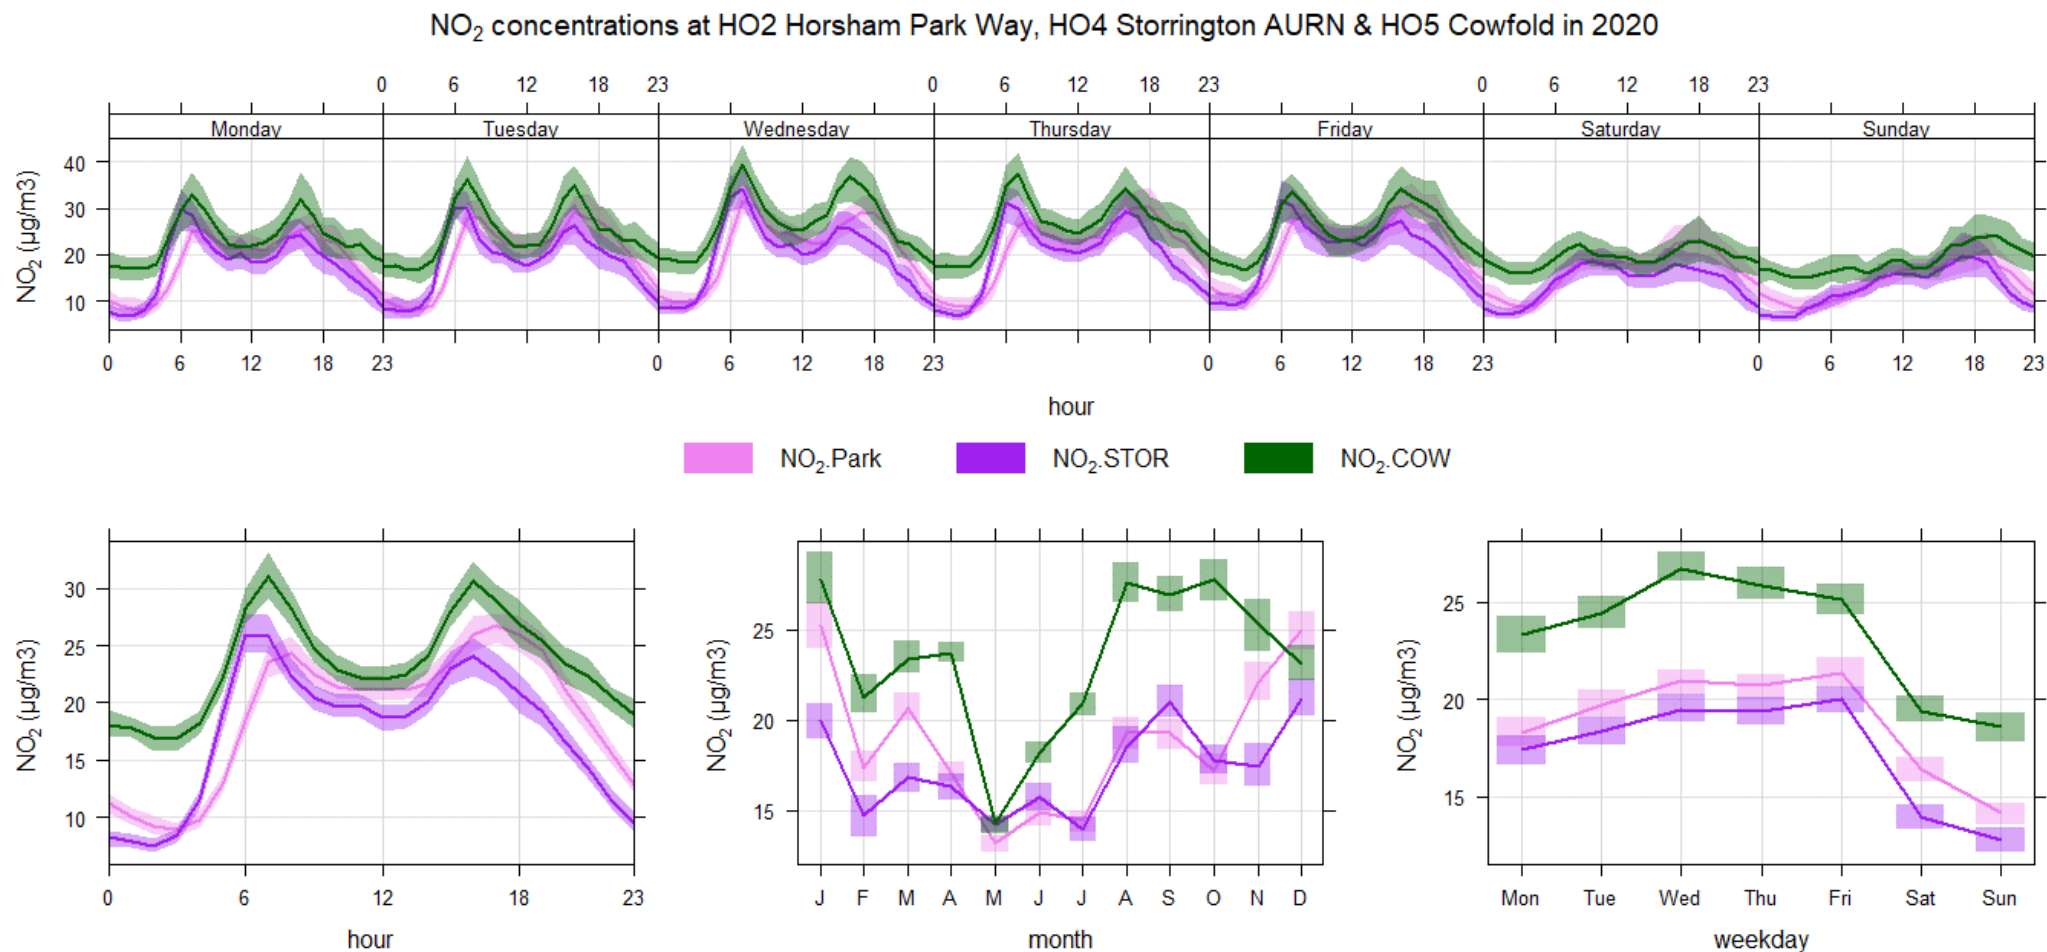 NO2 concentrations at HO2 Horsham Park Way, HO4 Storrington AURN & HO5 Cowfold in 2020
0 6 12 18 23 0 6 12 18 23 0 6 12 18 23
Monday Tuesday Wednesday Thursday Friday Saturday Sunday
NO2 (µg/m3)
40
30
20
10
0 6 12 18 23 0 6 12 18 23 0 6 12 18 23 0 6 12 18 23
hour
NO2.Park NO2.STOR NO2.COW
NO2 (µg/m3)
30
25
20
15
10
0 6 12 18 23
hour
NO2 (µg/m3)
25
20
15
J F M A M J J A S O N D
month
NO2 (µg/m3)
25
20
15
Mon Tue Wed Thu Fri Sat Sun
weekday